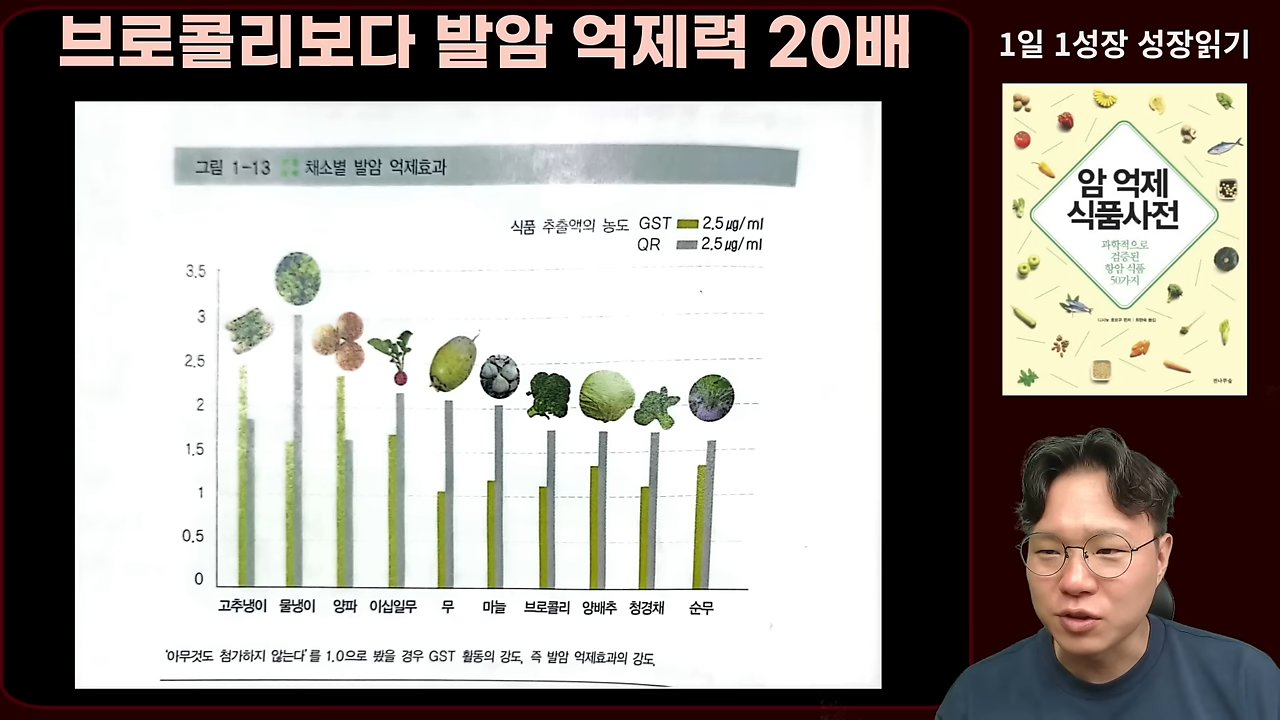 브로콜리보다 발암 억제력 20배
1일 1성장 성장읽기
그림 1-13
채소별 발암 억제효과
식품 추출액의 농도 GST 2.5㎍/ml
QR 2.5㎍/ml
3.5
3
2.5
2
1.5
1
0.5
0
고추냉이 물냉이 양파 이십일무 무 마늘 브로콜리 양배추 청경채 순무
'아무것도 첨가하지 않는다'를 1.0으로 봤을 경우 GST 활동의 강도, 즉 발암 억제효과의 강도.
암 억제
식품사전
과학적으로
검증된
항암 식품
50가지
전나무숲